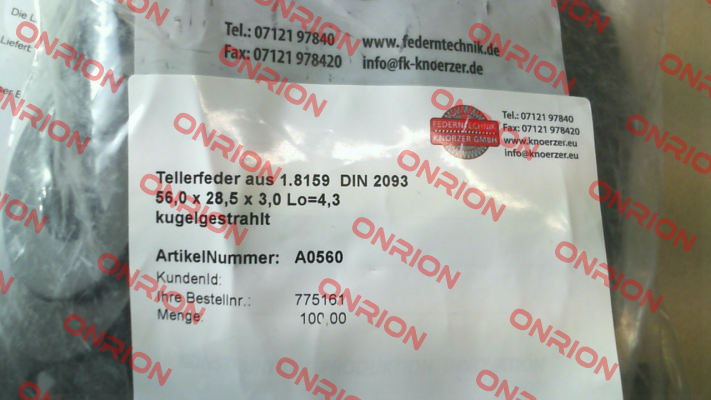 Die L
Liefert
Tel.: 07121 97840 www.federntechnik.de
Fax: 07121 978420 info@fk-knoerzer.de
FEDERNTECHNIK
KNÖRZER GMBH
Tel.: 07121 97840
Fax: 07121 978420
www.knoerzer.eu
info@knoerzer.eu
Tellerfeder aus 1.8159 DIN 2093
56,0 x 28,5 x 3,0 Lo=4,3
kugelgestrahlt
ArtikelNummer: A0560
KundenId:
Ihre Bestellnr.: 775161
Menge: 100,00
ONRION